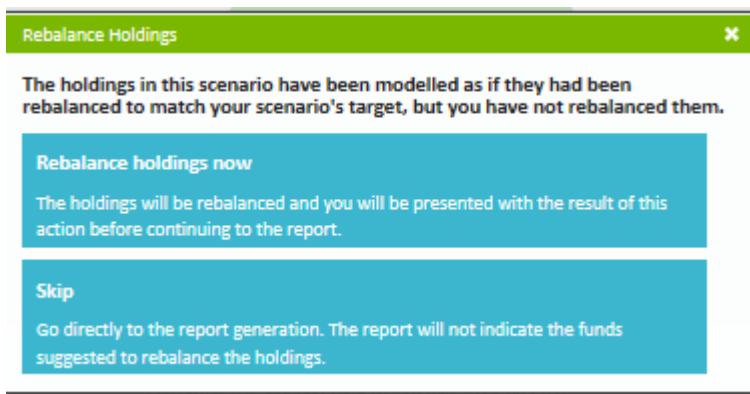 Rebalance Holdings
The holdings in this scenario have been modelled as if they had been
rebalanced to match your scenario's target, but you have not rebalanced them.
Rebalance holdings now
The holdings will be rebalanced and you will be presented with the result of this
action before continuing to the report.
Skip
Go directly to the report generation. The report will not indicate the funds
suggested to rebalance the holdings.